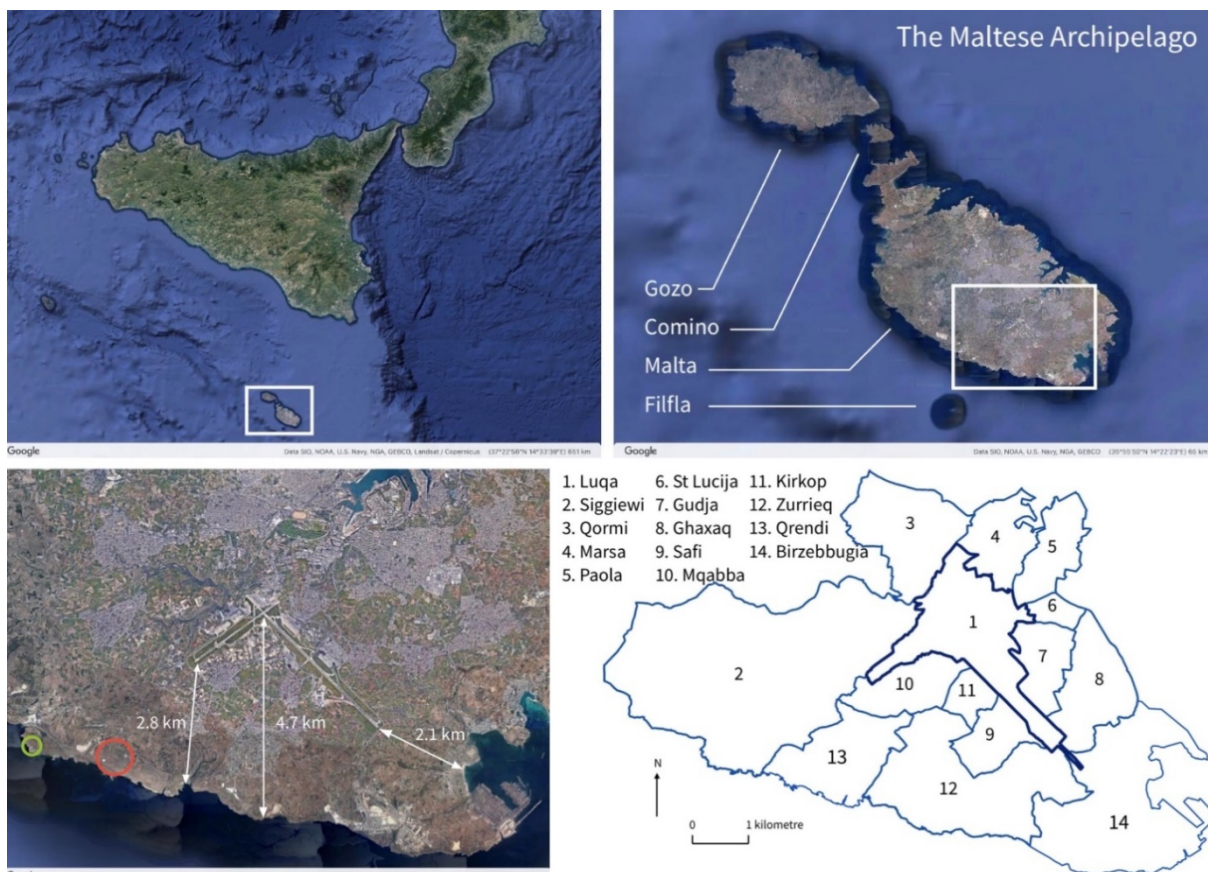 Google
Data SIO, NOAA, U.S. Navy, NGA, GEBCO, Landsat / Copernicus
The Maltese Archipelago
Gozo
Comino
Malta
Filfla
Google
Data SIO, NOAA, U.S. Navy, NGA, GEBCO
2.8 km
4.7 km
2.1 km
1. Luqa 6. St Lucija 11. Kirkop
2. Siggiewi 7. Gudja 12. Zurrieq
3. Qormi 8. Ghaxaq 13. Qrendi
4. Marsa 9. Safi 14. Birzebbugia
5. Paola 10. Mqabba
3
4
5
6
1
7
2
8
10
11
9
13
12
14
N
0 1 kilometre